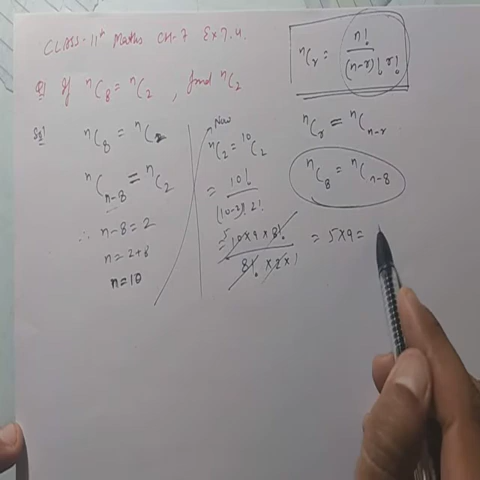 CLASS-11th Maths CH-7 Ex 7.4.
Q1 If ⁿC₈ = ⁿC₂ , find ⁿC₂
Sol ⁿC₈ = ⁿC₂
ⁿCₙ₋₈ = ⁿC₂
∴ n-8 = 2
n = 2+8
n = 10
Now
ⁿC₂ = ¹⁰C₂
= 10! / (10-2)! 2!
= 5 10 × 9 × 8! / 8! × 2 × 1 = 5×9 =
ⁿCᵣ = n! / (n-r)! r!
ⁿCᵣ = ⁿCₙ₋ᵣ
ⁿC₈ = ⁿCₙ₋₈